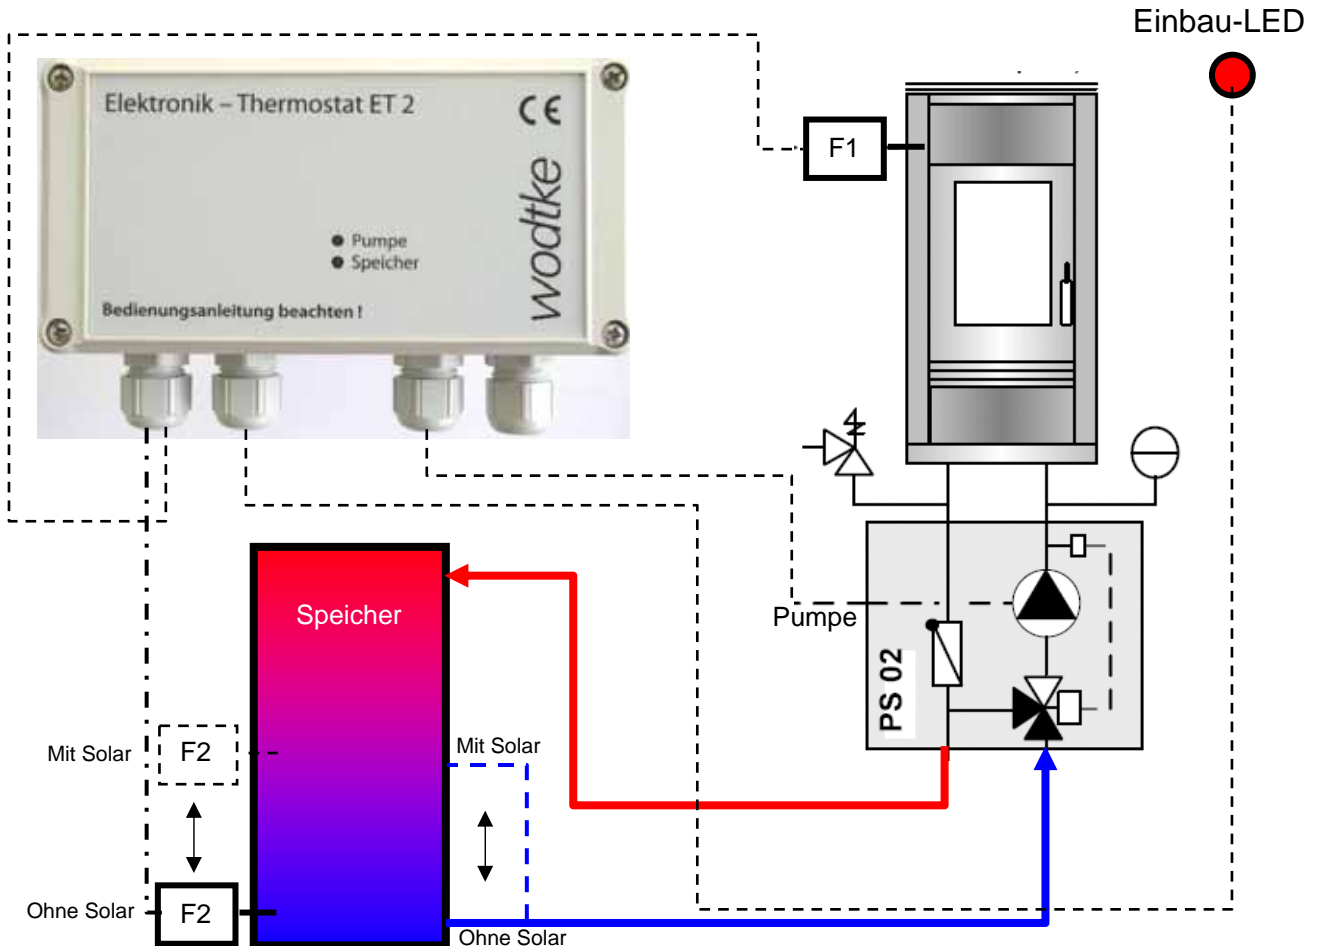 Einbau-LED
Elektronik – Thermostat ET 2
CE
wodtke
Pumpe
Speicher
Bedienungsanleitung beachten !
F1
Speicher
Pumpe
PS 02
Mit Solar
F2
Mit Solar
Ohne Solar
F2
Ohne Solar